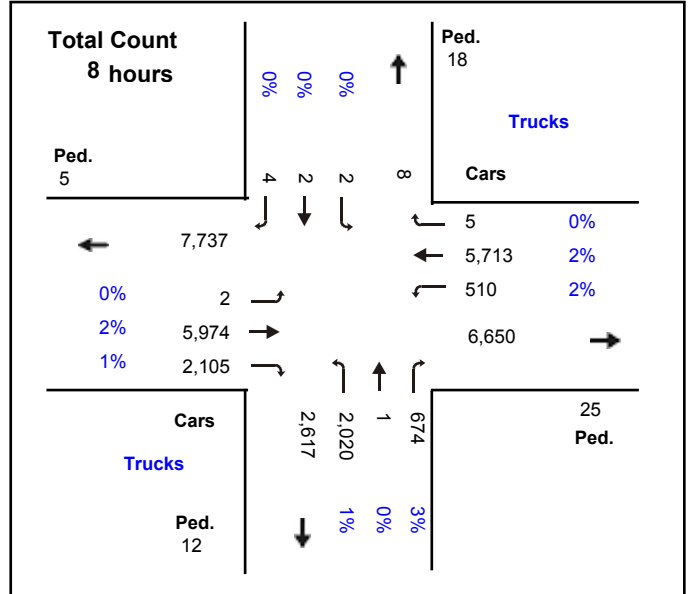 Total Count
8 hours
Ped.
18
0% 0% 0%
Trucks
Ped.
5
4 2 2 8
Cars
5 0%
7,737
5,713 2%
0% 2
510 2%
2% 5,974
6,650
1% 2,105
Cars
2,617 2,020 1 674
25
Ped.
Trucks
1% 0% 3%
Ped.
12